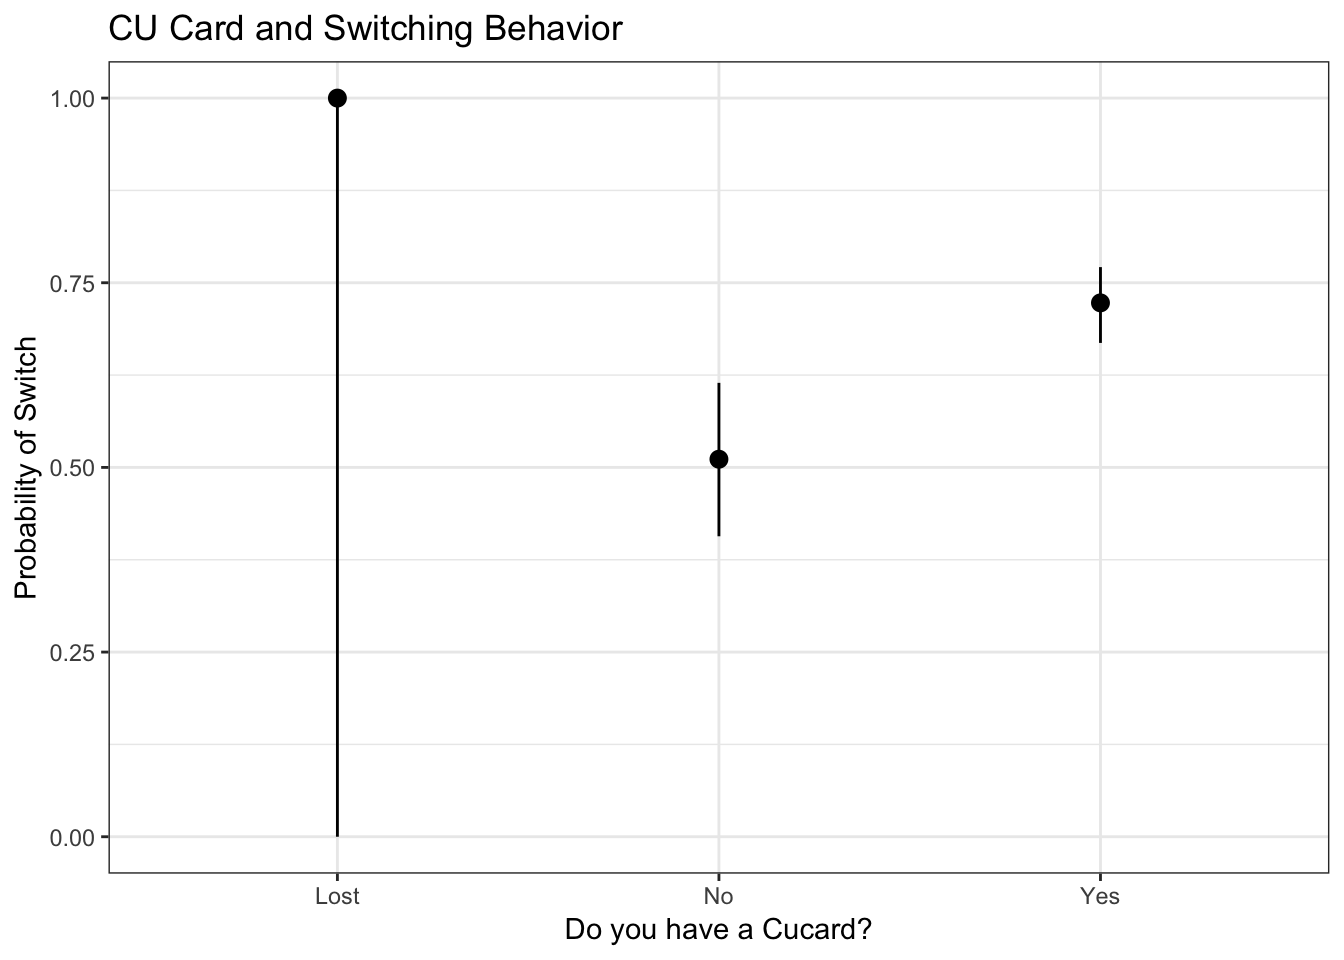 CU Card and Switching Behavior
1.00
0.75
0.50
0.25
0.00
Probability of Switch
Lost No Yes
Do you have a Cucard?